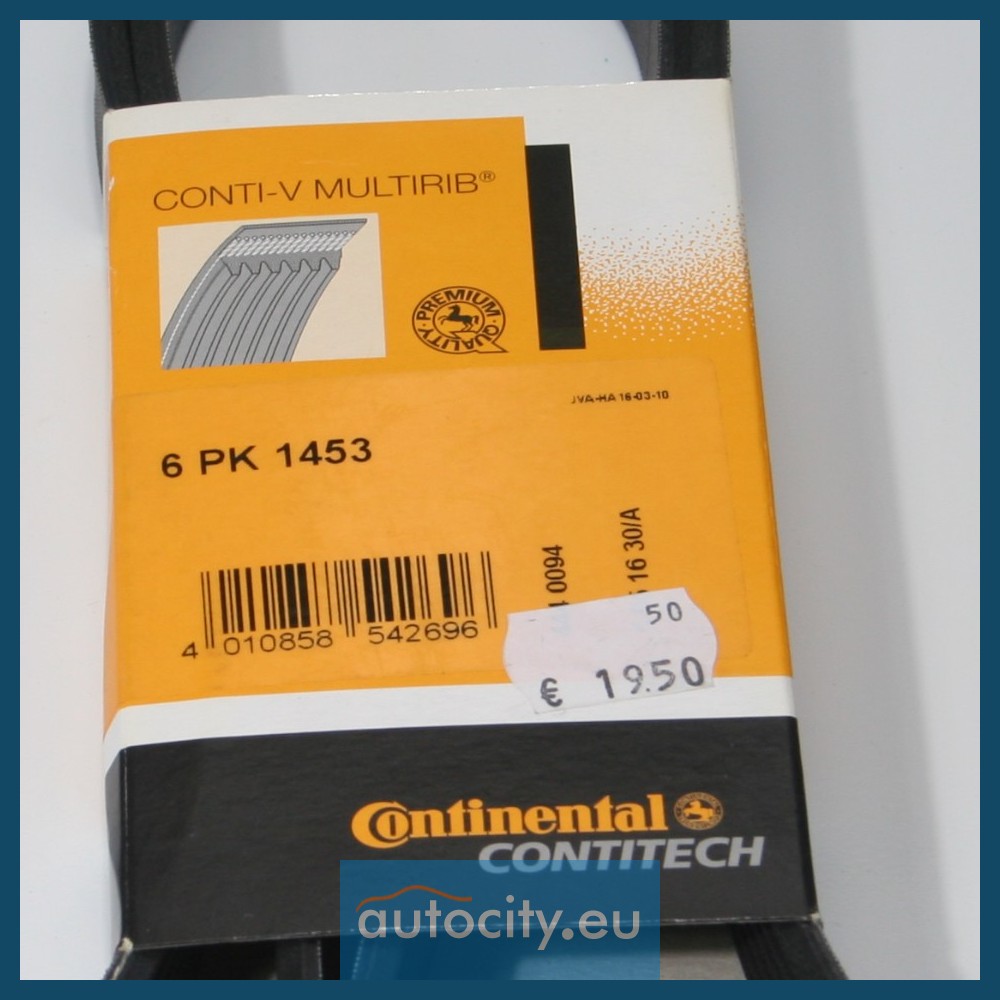 CONTI-V MULTIRIB®
PREMIUM · QUALITY
JVA-HA 16-03-10
6 PK 1453
0094
16 30/A
4 010858 542696
50
€ 19.50
Continental
CONTITECH
autocity.eu